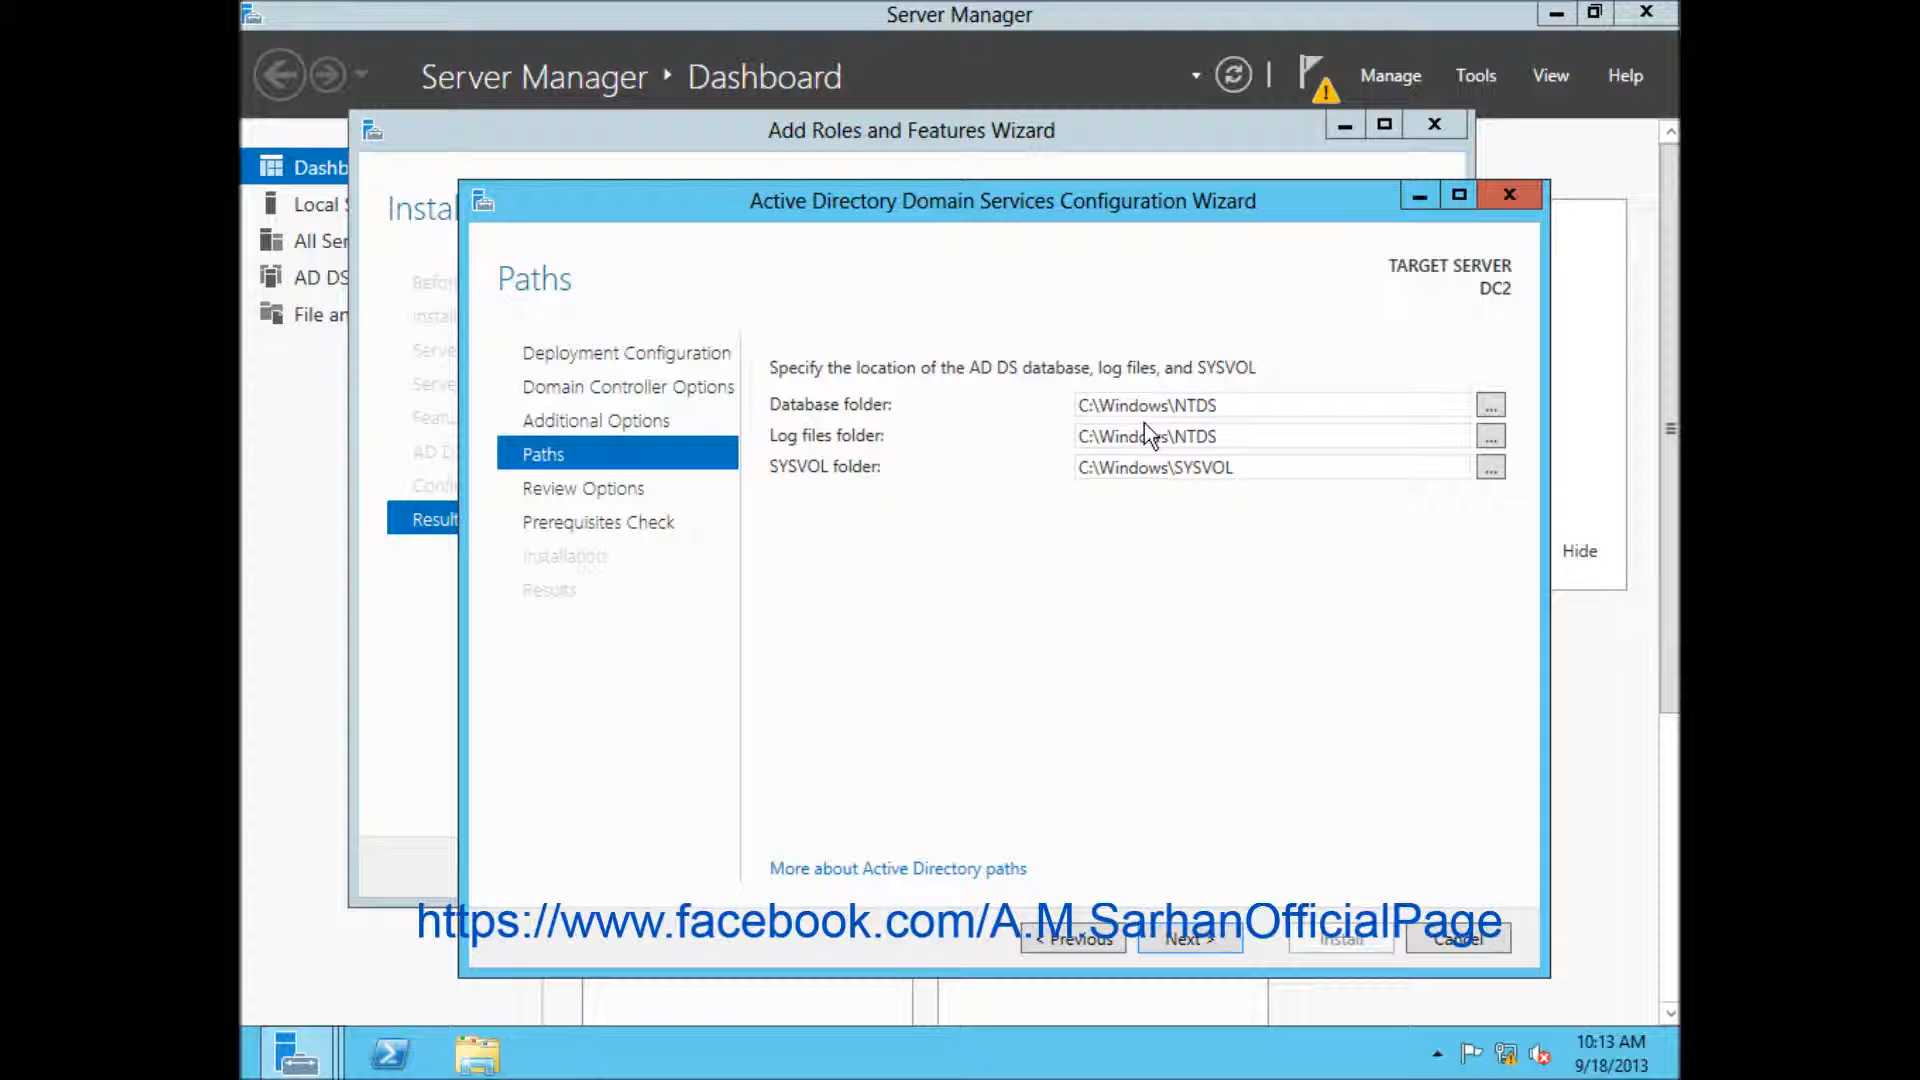 Server Manager
Server Manager
Dashboard
Manage
Tools
View
Help
Add Roles and Features Wizard
Active Directory Domain Services Configuration Wizard
Dashb
Local
All Ser
AD DS
File an
Instal
Result
Paths
TARGET SERVER
DC2
Deployment Configuration
Domain Controller Options
Additional Options
Paths
Review Options
Prerequisites Check
Installation
Results
Specify the location of the AD DS database, log files, and SYSVOL
Database folder:
C:\Windows\NTDS
...
Log files folder:
C:\Windows\NTDS
...
SYSVOL folder:
C:\Windows\SYSVOL
...
Hide
More about Active Directory paths
https://www.facebook.com/A.M.SarhanOfficialPage
< Previous
Next >
Install
Cancel
10:13 AM
9/18/2013